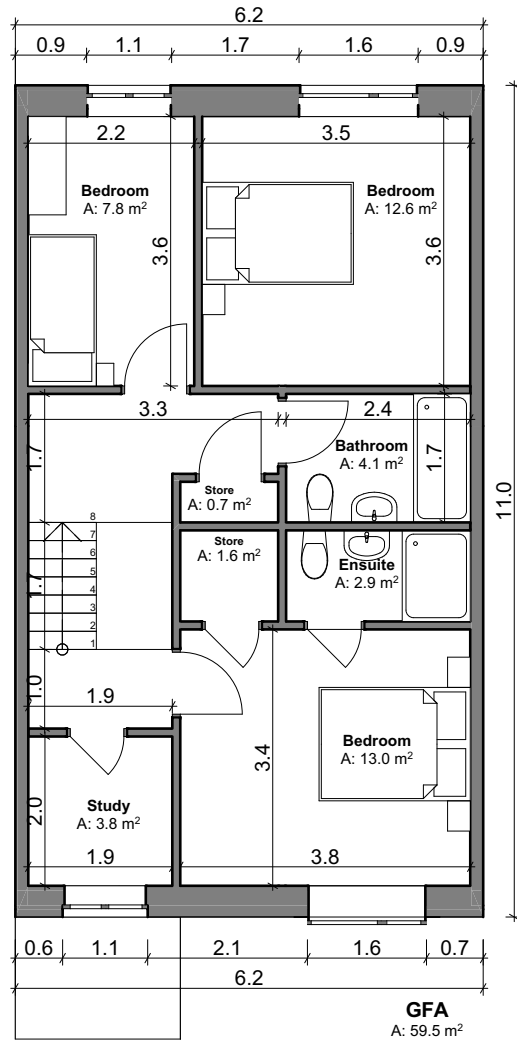 6.2
0.9 1.1 1.7 1.6 0.9
2.2 3.5
Bedroom
A: 7.8 m²
Bedroom
A: 12.6 m²
3.6
3.6
11.0
3.3 2.4
1.7
1.7
Bathroom
A: 4.1 m²
Store
A: 0.7 m²
8
7
6
5
4
3
2
1
1.7
Store
A: 1.6 m²
Ensuite
A: 2.9 m²
1.0
1.9
3.4
Bedroom
A: 13.0 m²
2.0
Study
A: 3.8 m²
1.9 3.8
0.6 1.1 2.1 1.6 0.7
6.2
GFA
A: 59.5 m²